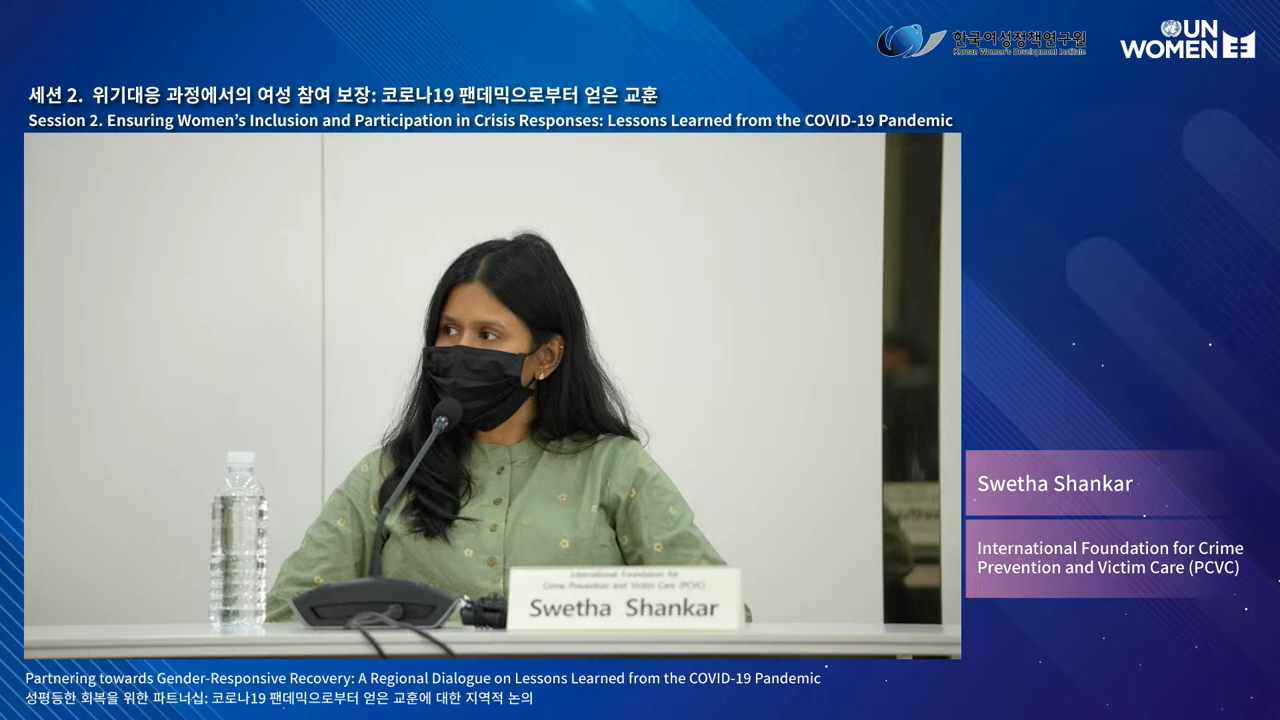 한국여성정책연구원
Korean Women's Development Institute
UN
WOMEN
세션 2. 위기대응 과정에서의 여성 참여 보장: 코로나19 팬데믹으로부터 얻은 교훈
Session 2. Ensuring Women's Inclusion and Participation in Crisis Responses: Lessons Learned from the COVID-19 Pandemic
International Foundation for
Crime Prevention and Victim Care (PCVC)
Swetha Shankar
Swetha Shankar
International Foundation for Crime
Prevention and Victim Care (PCVC)
Partnering towards Gender-Responsive Recovery: A Regional Dialogue on Lessons Learned from the COVID-19 Pandemic
성평등한 회복을 위한 파트너십: 코로나19 팬데믹으로부터 얻은 교훈에 대한 지역적 논의